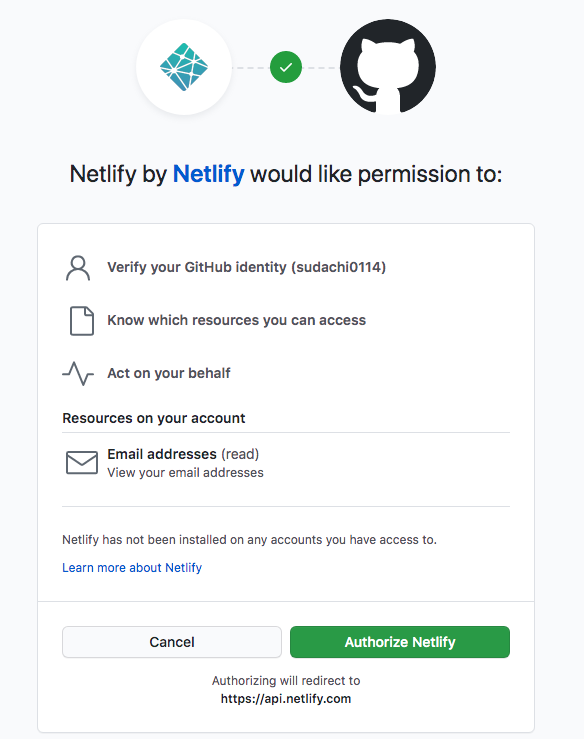 Netlify by Netlify would like permission to:
Verify your GitHub identity (sudachi0114)
Know which resources you can access
Act on your behalf
Resources on your account
Email addresses (read)
View your email addresses
Netlify has not been installed on any accounts you have access to.
Learn more about Netlify
Cancel
Authorize Netlify
Authorizing will redirect to
https://api.netlify.com